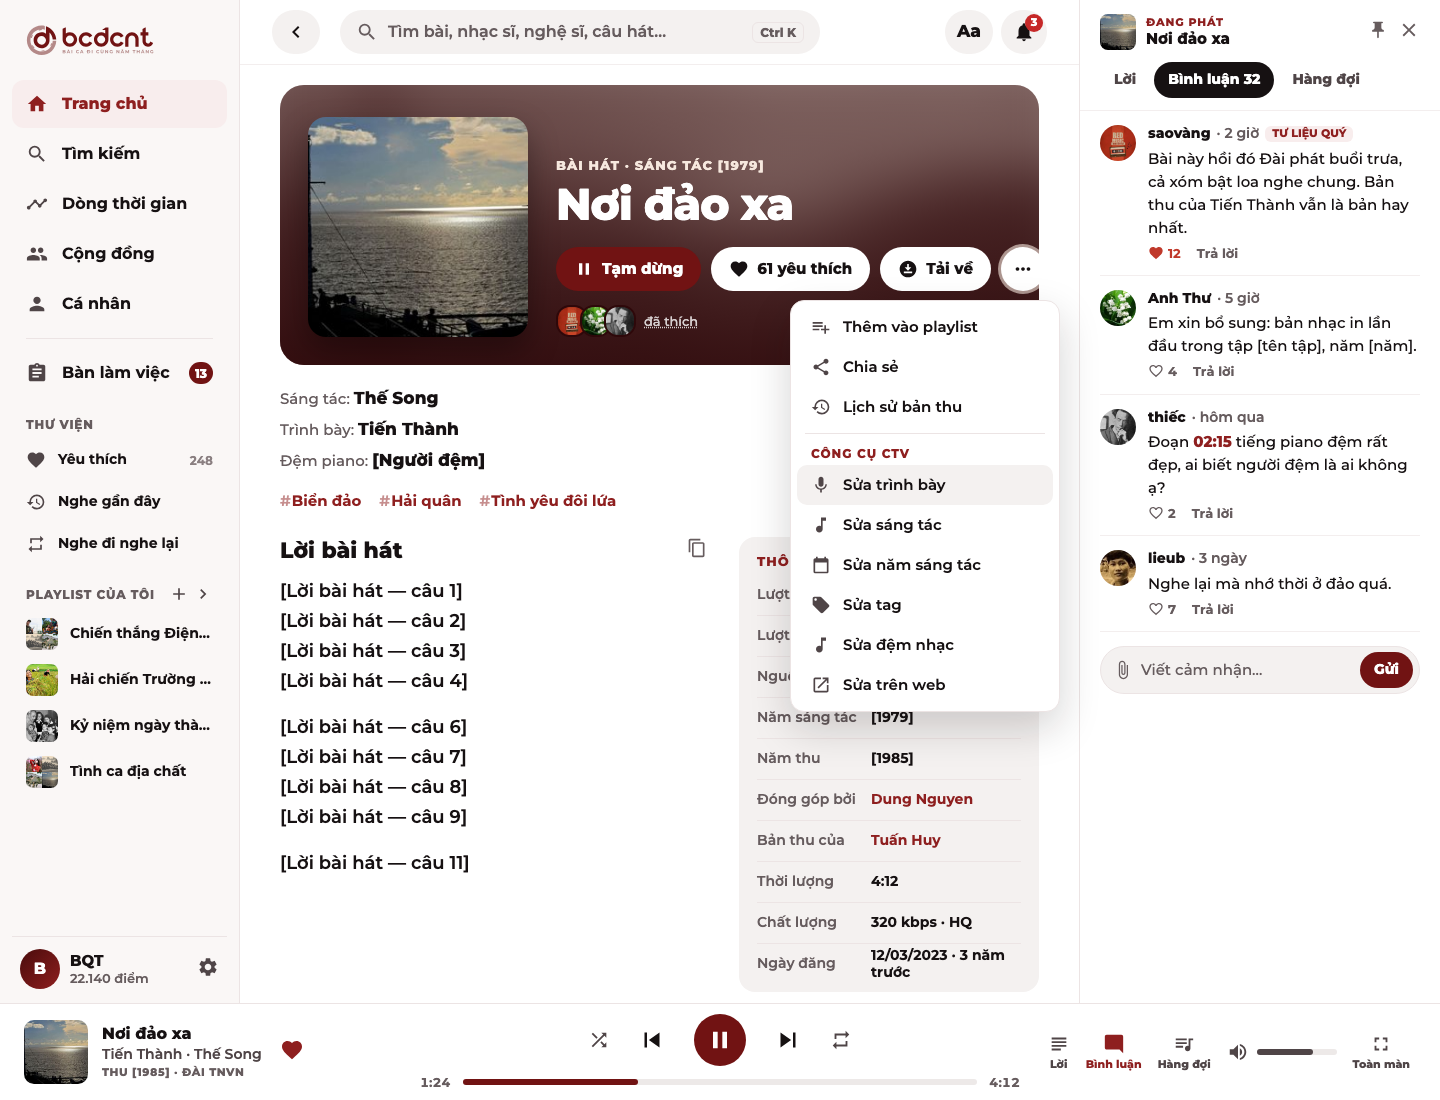 bcdcnt
BÀI CA ĐI CÙNG NĂM THÁNG
Trang chủ
Tìm kiếm
Dòng thời gian
Cộng đồng
Cá nhân
Bàn làm việc
13
THƯ VIỆN
Yêu thích
248
Nghe gần đây
Nghe đi nghe lại
PLAYLIST CỦA TÔI
Chiến thắng Điện...
Hải chiến Trường ...
Kỷ niệm ngày thà...
Tình ca địa chất
B
BQT
22.140 điểm
Tìm bài, nhạc sĩ, nghệ sĩ, câu hát...
Ctrl K
Aa
3
BÀI HÁT · SÁNG TÁC [1979]
Nơi đảo xa
Tạm dừng
61 yêu thích
Tải về
đã thích
Thêm vào playlist
Chia sẻ
Lịch sử bản thu
CÔNG CỤ CTV
Sửa trình bày
Sửa sáng tác
Sửa năm sáng tác
Sửa tag
Sửa đệm nhạc
Sửa trên web
Sáng tác: Thế Song
Trình bày: Tiến Thành
Đệm piano: [Người đệm]
#Biển đảo #Hải quân #Tình yêu đôi lứa
Lời bài hát
[Lời bài hát — câu 1]
[Lời bài hát — câu 2]
[Lời bài hát — câu 3]
[Lời bài hát — câu 4]
[Lời bài hát — câu 6]
[Lời bài hát — câu 7]
[Lời bài hát — câu 8]
[Lời bài hát — câu 9]
[Lời bài hát — câu 11]
THÔ
Lượt
Lượt
Nguồ
Năm sáng tác [1979]
Năm thu [1985]
Đóng góp bởi Dung Nguyen
Bản thu của Tuấn Huy
Thời lượng 4:12
Chất lượng 320 kbps · HQ
Ngày đăng 12/03/2023 · 3 năm
trước
ĐANG PHÁT
Nơi đảo xa
Lời
Bình luận 32
Hàng đợi
saovàng · 2 giờ TƯ LIỆU QUÝ
Bài này hồi đó Đài phát buổi trưa,
cả xóm bật loa nghe chung. Bản
thu của Tiến Thành vẫn là bản hay
nhất.
12 Trả lời
Anh Thư · 5 giờ
Em xin bổ sung: bản nhạc in lần
đầu trong tập [tên tập], năm [năm].
4 Trả lời
thiếc · hôm qua
Đoạn 02:15 tiếng piano đệm rất
đẹp, ai biết người đệm là ai không
ạ?
2 Trả lời
lieub · 3 ngày
Nghe lại mà nhớ thời ở đảo quá.
7 Trả lời
Viết cảm nhận...
Gửi
Nơi đảo xa
Tiến Thành · Thế Song
THU [1985] · ĐÀI TNVN
1:24
4:12
Lời
Bình luận
Hàng đợi
Toàn màn